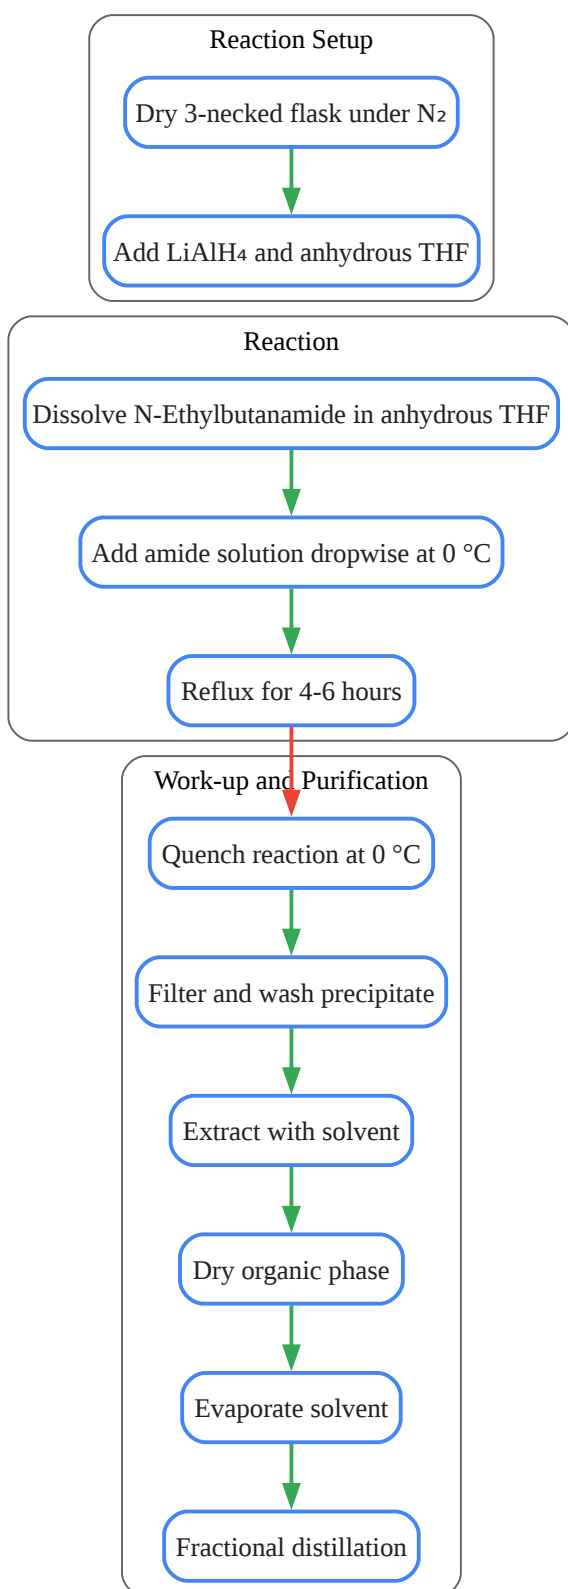 Reaction Setup
Dry 3-necked flask under N₂
Add LiAlH₄ and anhydrous THF
Reaction
Dissolve N-Ethylbutanamide in anhydrous THF
Add amide solution dropwise at 0 °C
Reflux for 4-6 hours
Work-up and Purification
Quench reaction at 0 °C
Filter and wash precipitate
Extract with solvent
Dry organic phase
Evaporate solvent
Fractional distillation